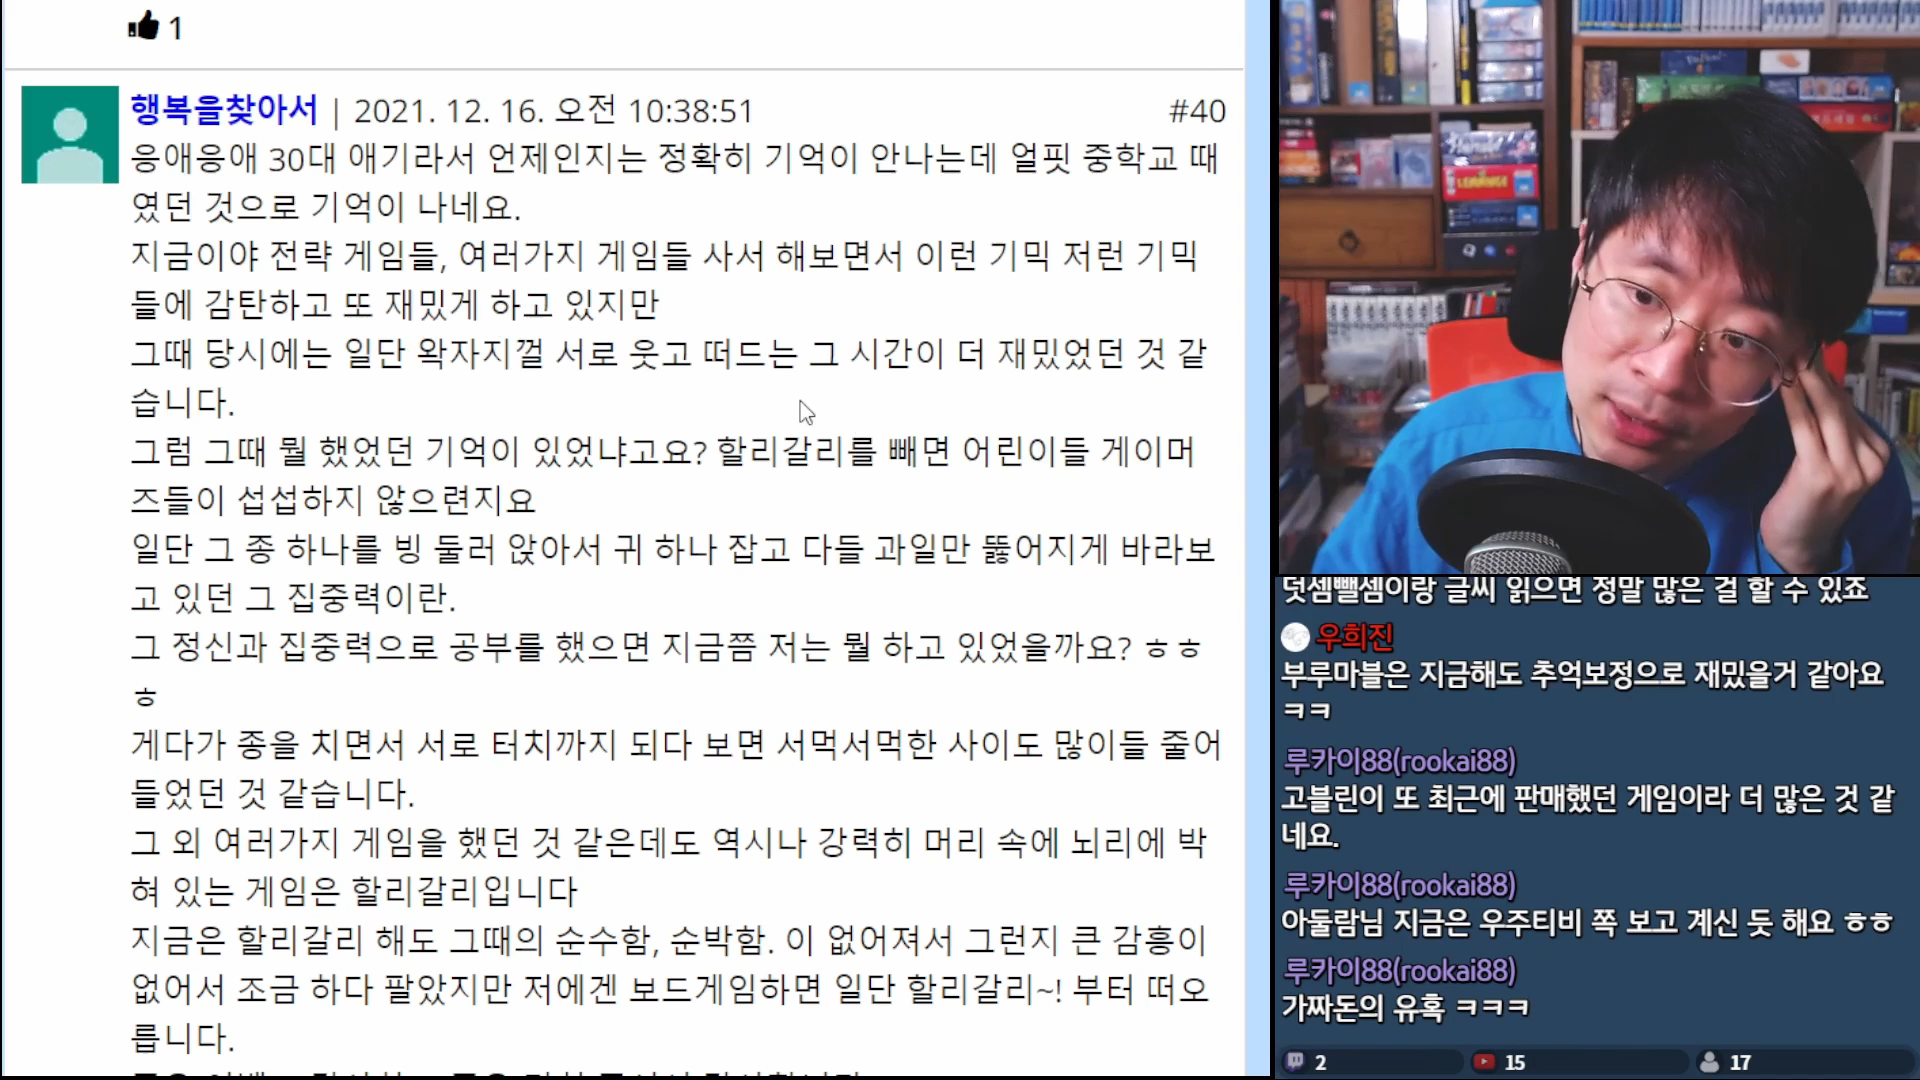 1
행복을찾아서 | 2021. 12. 16. 오전 10:38:51 #40
응애응애 30대 애기라서 언제인지는 정확히 기억이 안나는데 얼핏 중학교 때
였던 것으로 기억이 나네요.
지금이야 전략 게임들, 여러가지 게임들 사서 해보면서 이런 기믹 저런 기믹
들에 감탄하고 또 재밌게 하고 있지만
그때 당시에는 일단 왁자지껄 서로 웃고 떠드는 그 시간이 더 재밌었던 것 같
습니다.
그럼 그때 뭘 했었던 기억이 있었냐고요? 할리갈리를 빼면 어린이들 게이머
즈들이 섭섭하지 않으련지요
일단 그 종 하나를 빙 둘러 앉아서 귀 하나 잡고 다들 과일만 뚫어지게 바라보
고 있던 그 집중력이란.
그 정신과 집중력으로 공부를 했으면 지금쯤 저는 뭘 하고 있었을까요? ㅎㅎ
ㅎ
게다가 종을 치면서 서로 터치까지 되다 보면 서먹서먹한 사이도 많이들 줄어
들었던 것 같습니다.
그 외 여러가지 게임을 했던 것 같은데도 역시나 강력히 머리 속에 뇌리에 박
혀 있는 게임은 할리갈리입니다
지금은 할리갈리 해도 그때의 순수함, 순박함. 이 없어져서 그런지 큰 감흥이
없어서 조금 하다 팔았지만 저에겐 보드게임하면 일단 할리갈리~! 부터 떠오
릅니다.
덧셈뺄셈이랑 글씨 읽으면 정말 많은 걸 할 수 있죠
우희진
부루마블은 지금해도 추억보정으로 재밌을거 같아요
ㅋㅋ
루카이88(rookai88)
고블린이 또 최근에 판매했던 게임이라 더 많은 것 같
네요.
루카이88(rookai88)
아둘람님 지금은 우주티비 쪽 보고 계신 듯 해요 ㅎㅎ
루카이88(rookai88)
가짜돈의 유혹 ㅋㅋㅋ
2 15 17